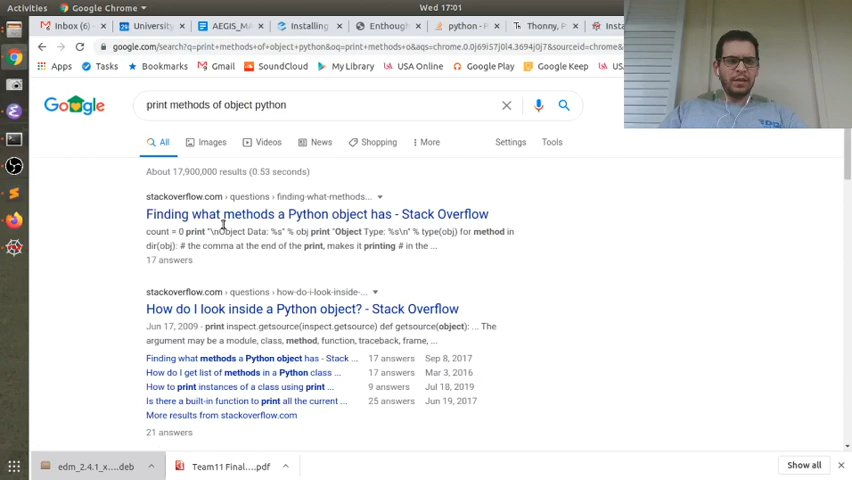 Activities
Google Chrome
Wed 17:01
Inbox (6)
University
AEGIS_M
Installing
Enthoug
python - P
Thonny, P
Inst
google.com/search?q=print+methods+of+object+python&oq=print+methods+o&aqs=chrome.0.0j69i57j0l4.3694j0j7&sourceid=chrome&
Apps
Tasks
Bookmarks
Gmail
SoundCloud
My Library
USA Online
Google Play
Google Keep
USA
Google
print methods of object python
All
Images
Videos
News
Shopping
More
Settings
Tools
About 17,900,000 results (0.53 seconds)
stackoverflow.com › questions › finding-what-methods...
Finding what methods a Python object has - Stack Overflow
count = 0 print "\nObject Data: %s" % obj print "Object Type: %s\n" % type(obj) for method in
dir(obj): # the comma at the end of the print, makes it printing # in the ...
17 answers
stackoverflow.com › questions › how-do-i-look-inside-...
How do I look inside a Python object? - Stack Overflow
Jun 17, 2009 - print inspect.getsource(inspect.getsource) def getsource(object): ... The
argument may be a module, class, method, function, traceback, frame, ...
Finding what methods a Python object has - Stack ... 17 answers Sep 8, 2017
How do I get list of methods in a Python class ... 17 answers Mar 3, 2016
How to print instances of a class using print ... 9 answers Jul 18, 2019
Is there a built-in function to print all the current ... 25 answers Jun 19, 2017
More results from stackoverflow.com
21 answers
edm_2.4.1_x....deb
Team11 Final....pdf
Show all